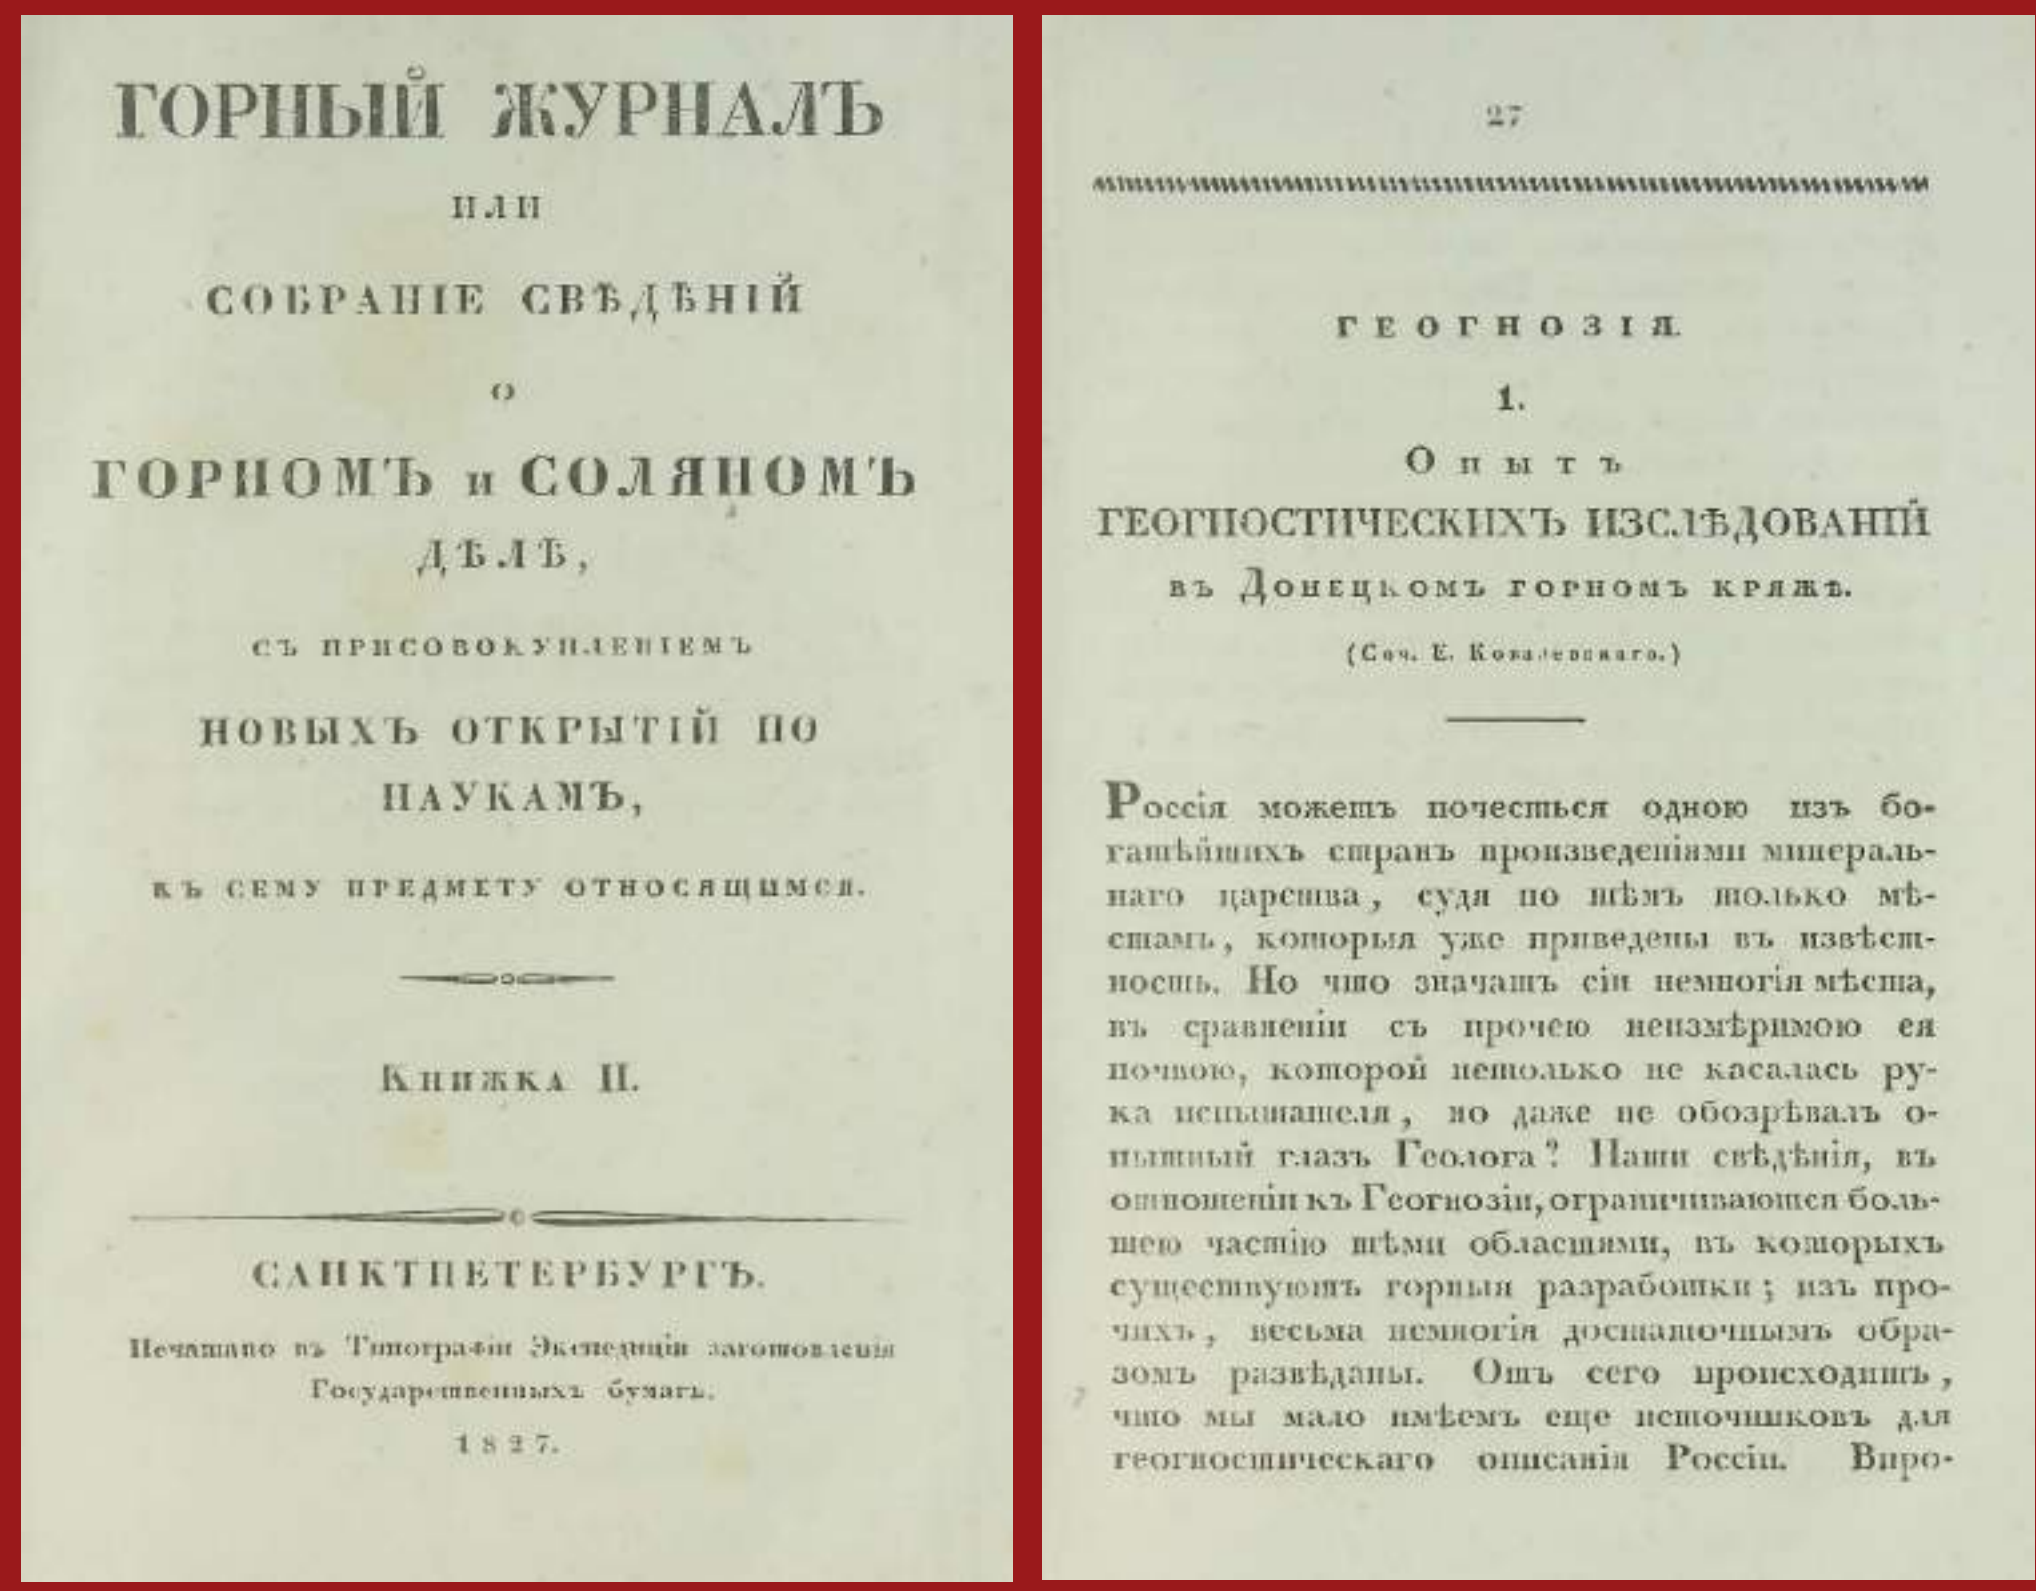 ГОРНЫЙ ЖУРНАЛЪ
ИЛИ
СОБРАНІЕ СВѢДѢНІЙ
О
ГОРНОМЪ и СОЛЯНОМЪ
ДѢЛѢ,
СЪ ПРИСОВОКУПЛЕНІЕМЪ
НОВЫХЪ ОТКРЫТІЙ ПО
НАУКАМЪ,
КЪ СЕМУ ПРЕДМЕТУ ОТНОСЯЩИМСЯ.
Книжка II.
САНКТПЕТЕРБУРГЪ.
Печатано въ Типографіи Экспедиціи заготовленія
Государственныхъ бумагъ.
1827.
27
ГЕОГНОЗІЯ.
1.
Опытъ
ГЕОГНОСТИЧЕСКИХЪ ИЗСЛѢДОВАНІЙ
въ Донецкомъ горномъ кряжѣ.
(Соч. Е. Ковалевскаго.)
Россія можетъ почесться одною изъ бо-
гатѣйшихъ странъ произведеніями минераль-
наго царства, судя по тѣмъ только мѣ-
стамъ, которыя уже приведены въ извѣст-
ность. Но что значатъ сіи немногія мѣста,
въ сравненіи съ прочею неизмѣримою ея
почвою, которой нетолько не касалась ру-
ка испытателя, но даже не обозрѣвалъ о-
пытный глазъ Геолога? Наши свѣдѣнія, въ
отношеніи къ Геогнозіи, ограничиваются боль-
шею частію тѣми областями, въ которыхъ
существуютъ горныя разработки; изъ про-
чихъ, весьма немногія достаточнымъ обра-
зомъ развѣданы. Отъ сего происходитъ,
что мы мало имѣемъ еще источниковъ для
геогностическаго описанія Россіи. Впро-